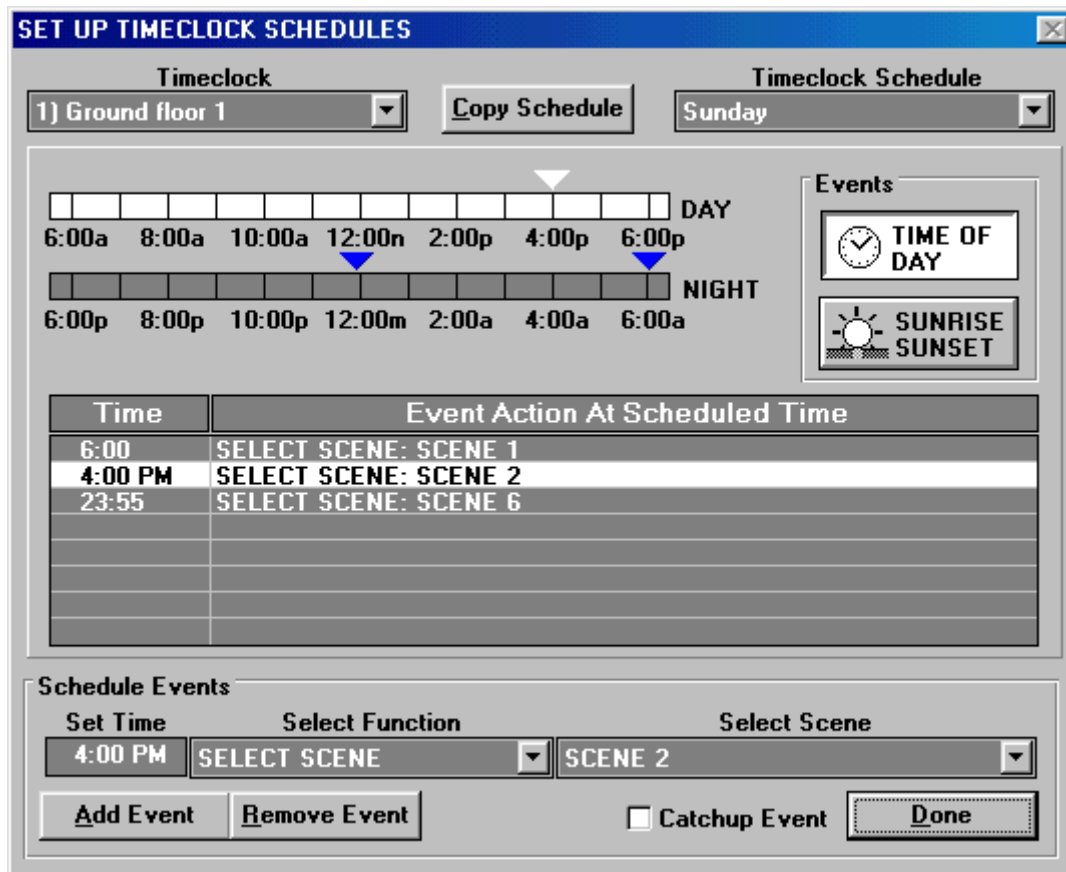 SET UP TIMECLOCK SCHEDULES
Timeclock
Timeclock Schedule
1) Ground floor 1
Copy Schedule
Sunday
DAY
6:00a 8:00a 10:00a 12:00n 2:00p 4:00p 6:00p
NIGHT
6:00p 8:00p 10:00p 12:00m 2:00a 4:00a 6:00a
Events
TIME OF
DAY
SUNRISE
SUNSET
Time Event Action At Scheduled Time
6:00 SELECT SCENE: SCENE 1
4:00 PM SELECT SCENE: SCENE 2
23:55 SELECT SCENE: SCENE 6
Schedule Events
Set Time Select Function Select Scene
4:00 PM SELECT SCENE SCENE 2
Add Event Remove Event Catchup Event Done